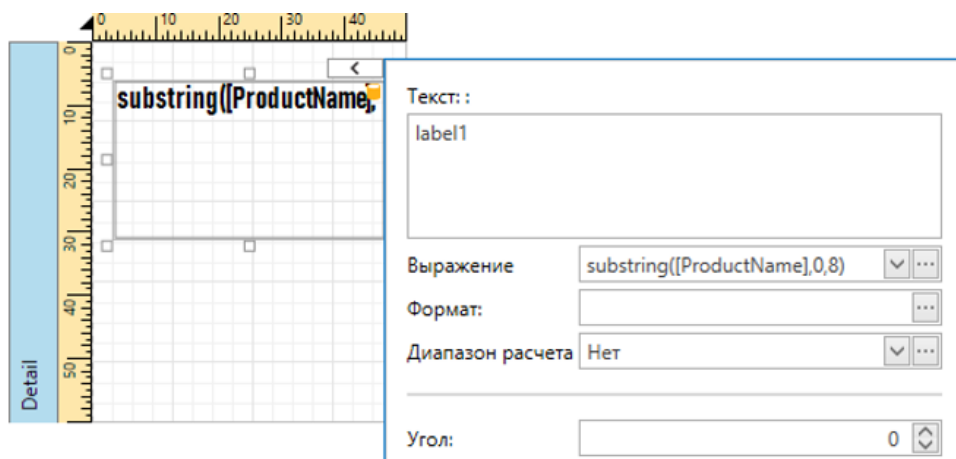 0 10 20 30 40
0
10
20
30
40
50
Detail
substring([ProductName],
<
Текст: :
label1
Выражение substring([ProductName],0,8)
Формат:
Диапазон расчета Нет
Угол: 0